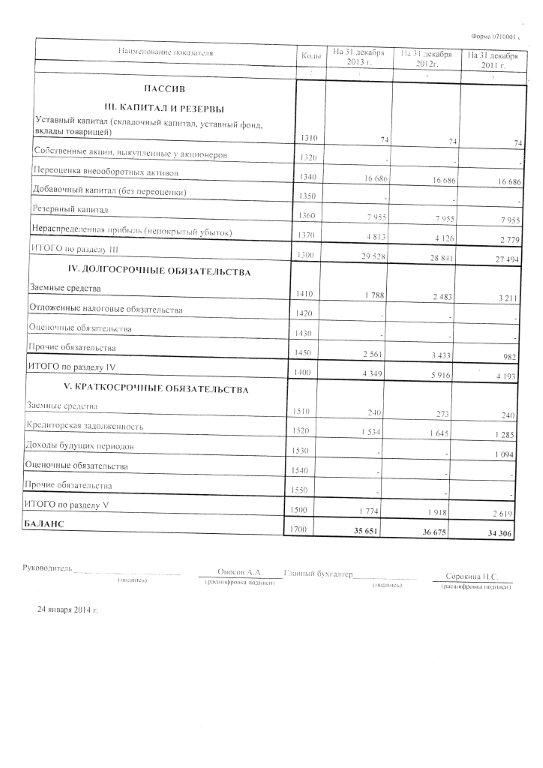 Форма 0710001 с
Наименование показателя Коды На 31 декабря 2013 г. На 31 декабря 2012г. На 31 декабря 2011 г.
ПАССИВ
III. КАПИТАЛ И РЕЗЕРВЫ
Уставный капитал (складочный капитал, уставный фонд,
вклады товарищей) 1310 74 74 74
Собственные акции, выкупленные у акционеров 1320 - - -
Переоценка внеоборотных активов 1340 16 686 16 686 16 686
Добавочный капитал (без переоценки) 1350 - - -
Резервный капитал 1360 7 955 7 955 7 955
Нераспределенная прибыль (непокрытый убыток) 1370 4 813 4 126 2 779
ИТОГО по разделу III 1300 29 528 28 841 27 494
IV. ДОЛГОСРОЧНЫЕ ОБЯЗАТЕЛЬСТВА
Заемные средства 1410 1 788 2 483 3 211
Отложенные налоговые обязательства 1420 - - -
Оценочные обязательства 1430 - - -
Прочие обязательства 1450 2 561 3 433 982
ИТОГО по разделу IV 1400 4 349 5 916 4 193
V. КРАТКОСРОЧНЫЕ ОБЯЗАТЕЛЬСТВА
Заемные средства 1510 240 273 240
Кредиторская задолженность 1520 1 534 1 645 1 285
Доходы будущих периодов 1530 - - 1 094
Оценочные обязательства 1540 - - -
Прочие обязательства 1550 - - -
ИТОГО по разделу V 1500 1 774 1 918 2 619
БАЛАНС 1700 35 651 36 675 34 306
Руководитель А.А. Главный бухгалтер Сорокина Н.С.
(подпись) (расшифровка подписи) (подпись) (расшифровка подписи)
24 января 2014 г.